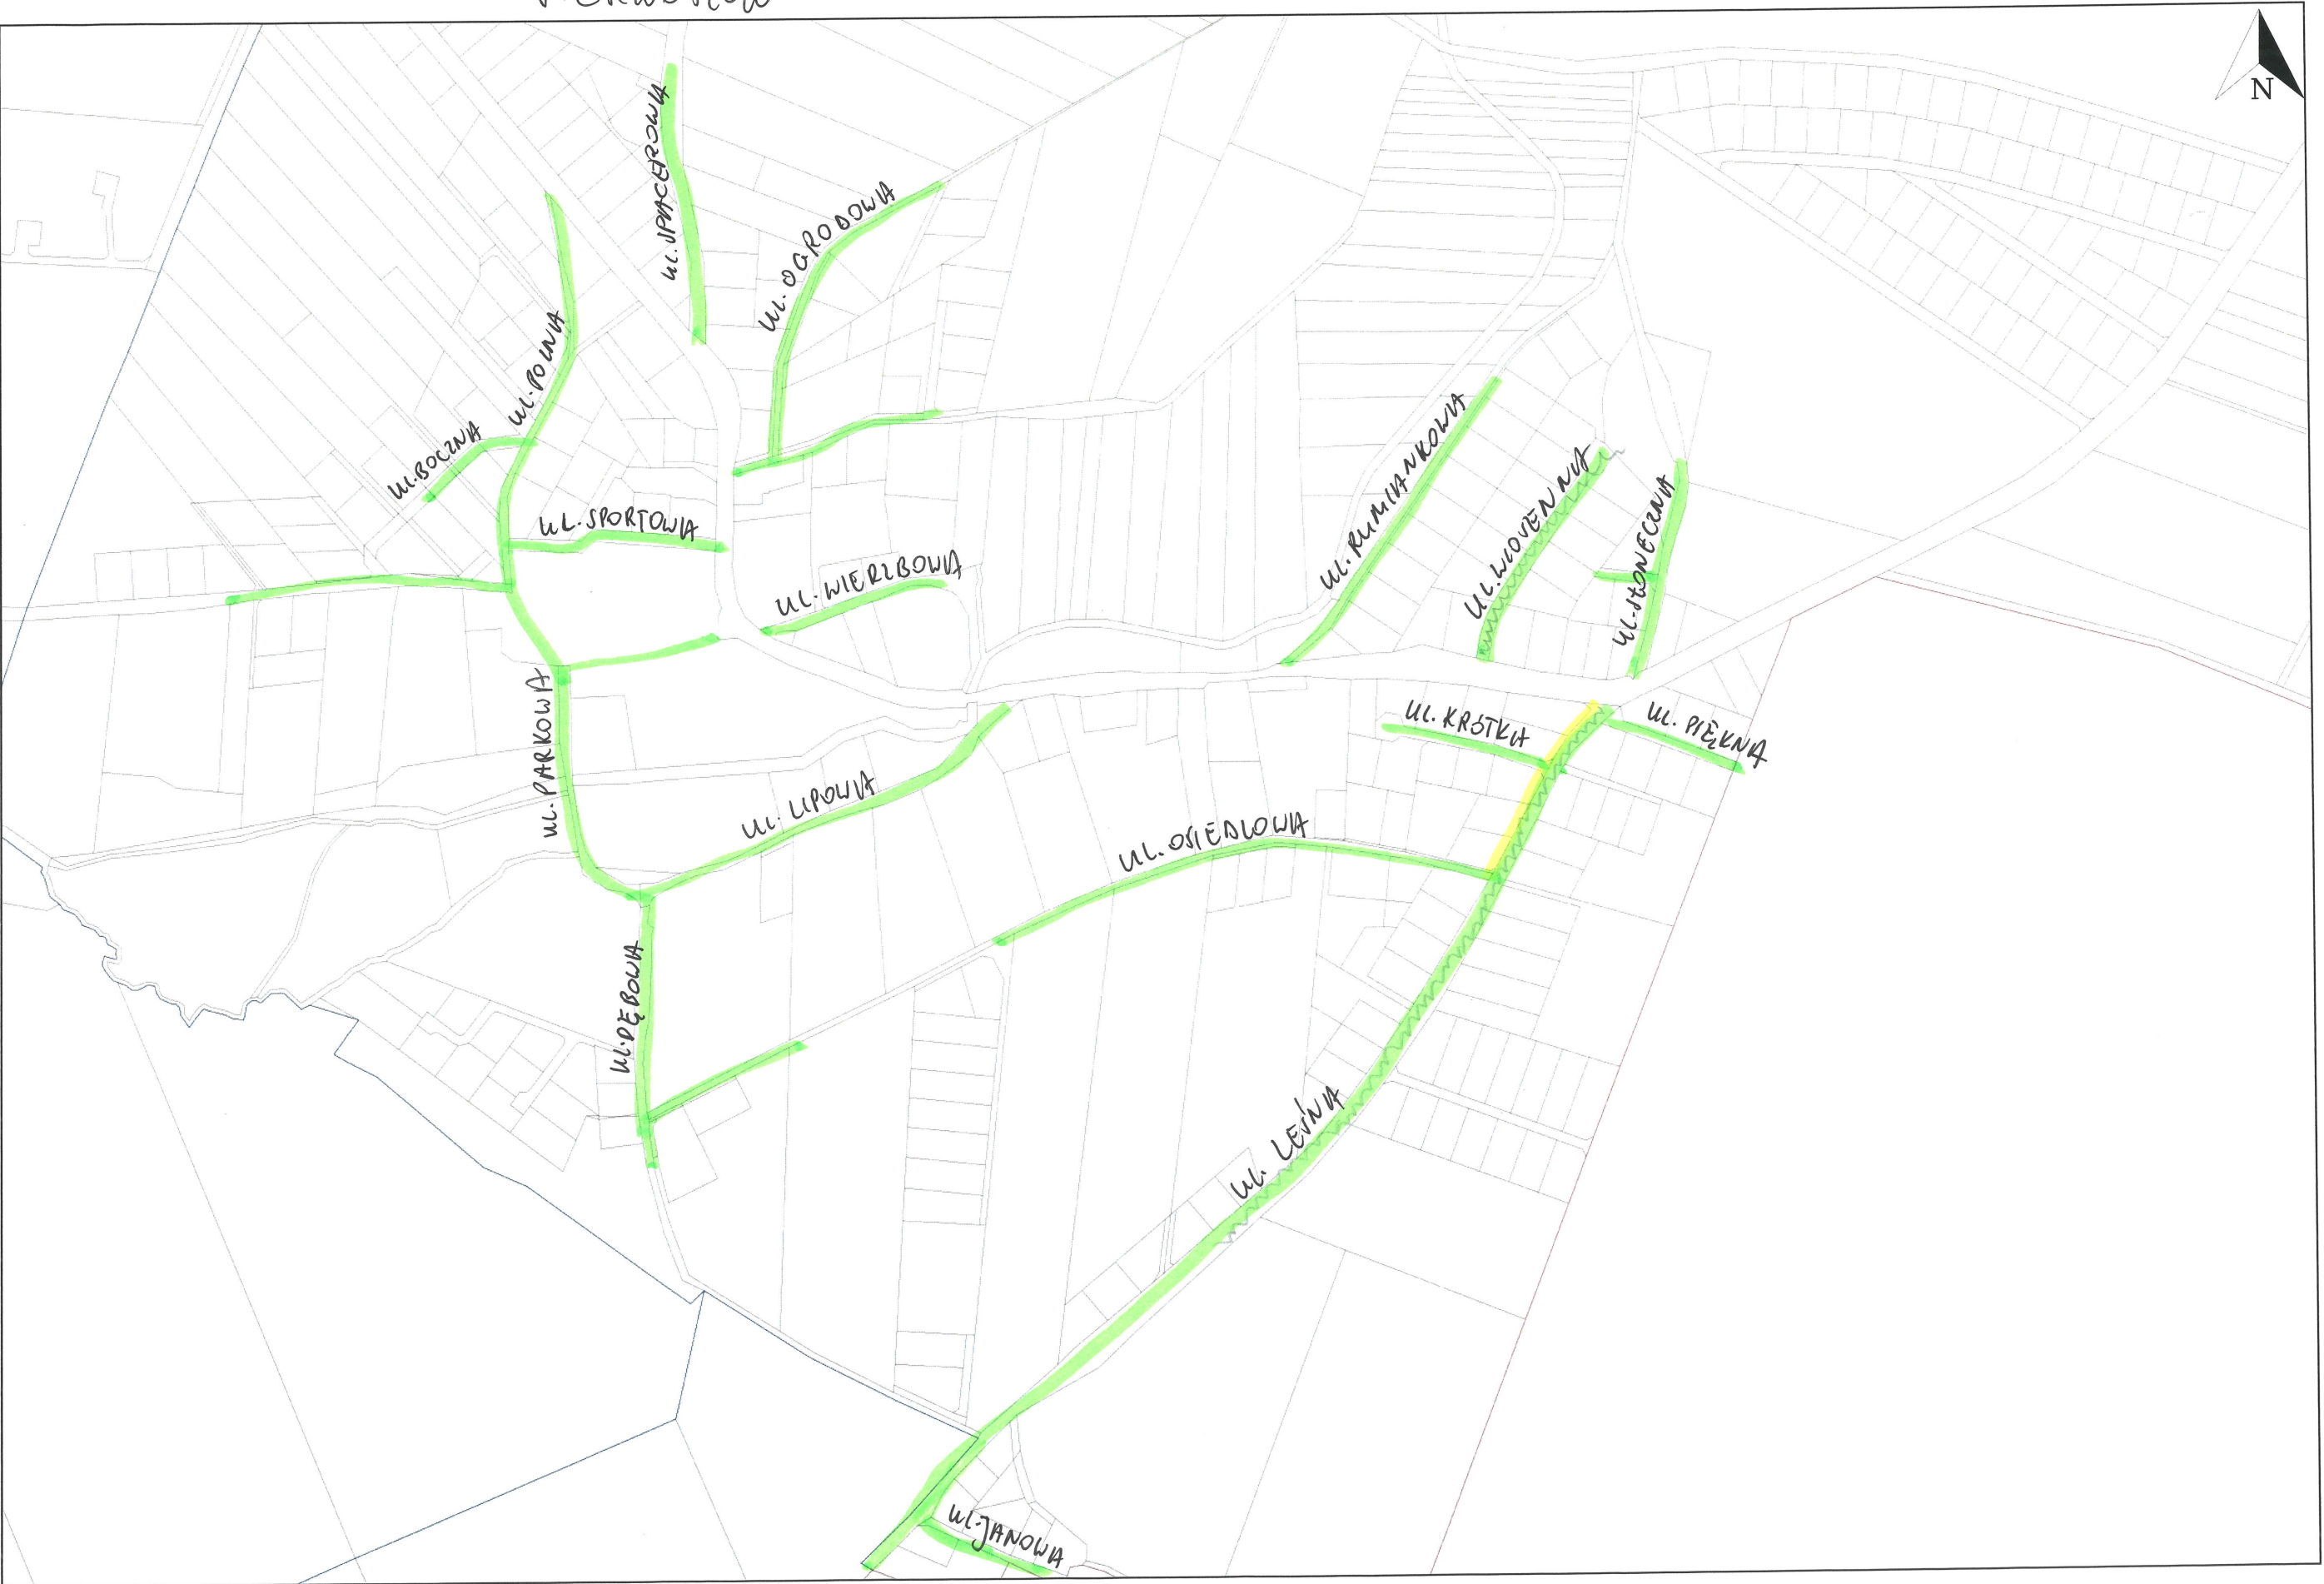 N
ul. SPACEROWA
ul. OGRODOWA
ul. POLNA
ul. BOCZNA
ul. SPORTOWA
ul. WIERZBOWA
ul. RUMIANKOWA
ul. WIOSENNA
ul. SŁONECZNA
ul. PARKOWA
ul. KRÓTKA
ul. PIĘKNA
ul. LIPOWA
ul. OSIEDLOWA
ul. DĘBOWA
ul. LEŚNA
ul. JANOWA